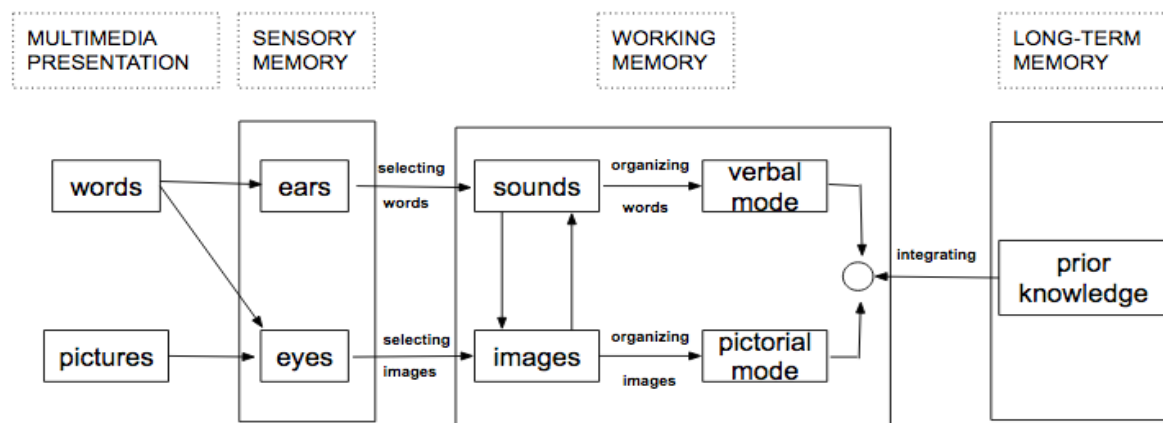 MULTIMEDIA
PRESENTATION
SENSORY
MEMORY
WORKING
MEMORY
LONG-TERM
MEMORY
words
ears
selecting
words
sounds
organizing
words
verbal
mode
integrating
prior
knowledge
pictures
eyes
selecting
images
images
organizing
images
pictorial
mode